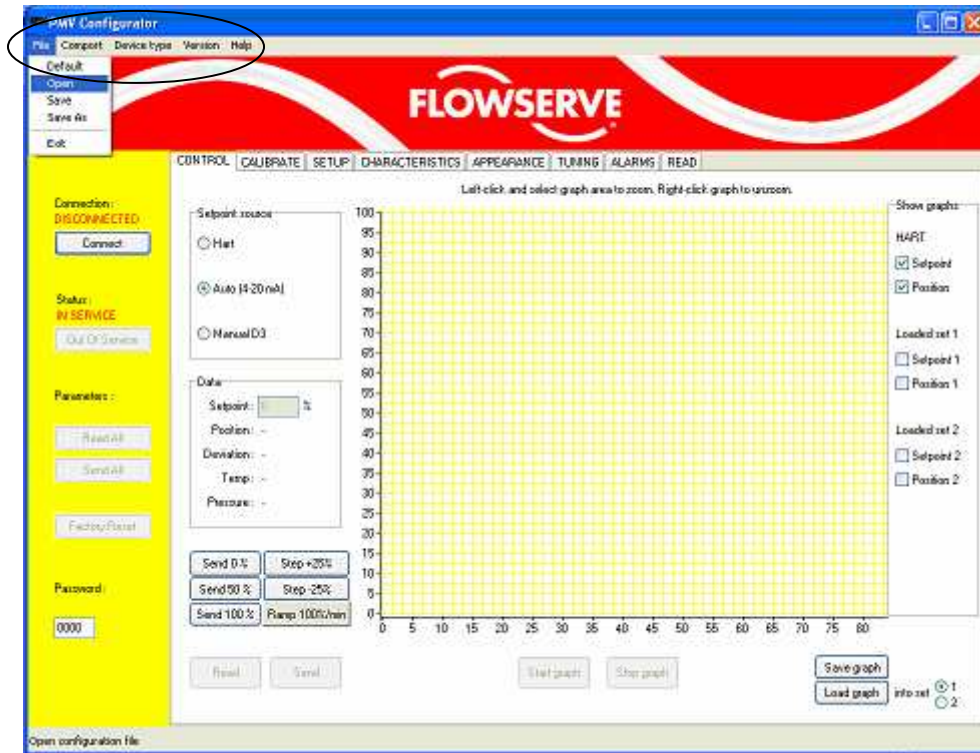 PMV Configurator
File Comport Device type Version Help
Default
Open
Save
Save As
Exit
FLOWSERVE
CONTROL CALIBRATE SETUP CHARACTERISTICS APPEARANCE TUNING ALARMS READ
Left-click and select graph area to zoom. Right-click graph to unzoom.
Connection:
DISCONNECTED
Connect
Status:
IN SERVICE
Out Of Service
Parameters:
Read All
Send All
Factory Reset
Password:
0000
Setpoint source
Hart
Auto (4-20 mA)
Manual D3
Data
Setpoint: %
Position: -
Deviation: -
Temp: -
Pressure: -
Send 0 % Step +25%
Send 50 % Step -25%
Send 100 % Ramp 100%/min
Read Send
100
95
90
85
80
75
70
65
60
55
50
45
40
35
30
25
20
15
10
5
0
0 5 10 15 20 25 30 35 40 45 50 55 60 65 70 75 80
Start graph Stop graph
Show graphs
HART
Setpoint
Position
Loaded set 1
Setpoint 1
Position 1
Loaded set 2
Setpoint 2
Position 2
Save graph
Load graph into set 1
2
Open configuration file